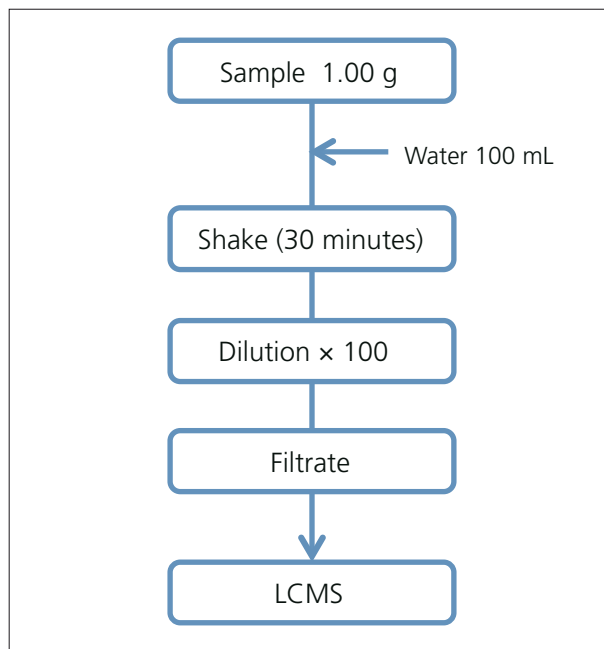 Sample 1.00 g
Water 100 mL
Shake (30 minutes)
Dilution × 100
Filtrate
LCMS